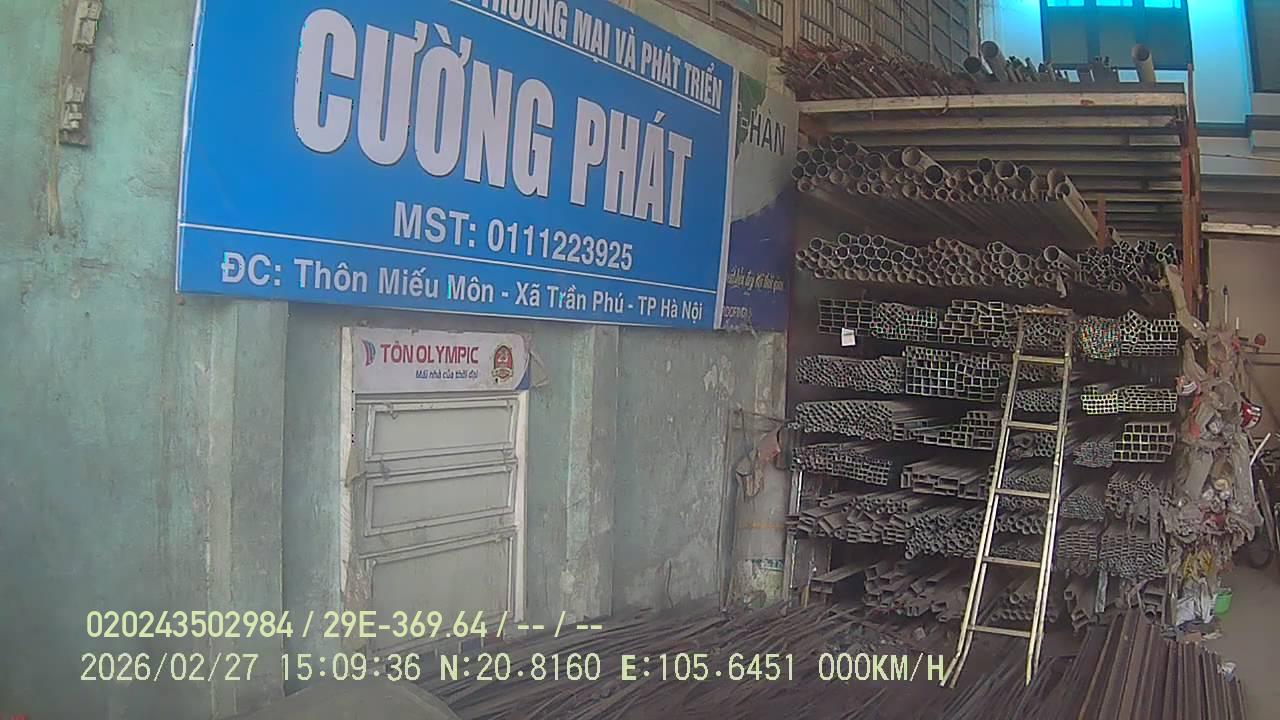 THƯƠNG MẠI VÀ PHÁT TRIỂN
CƯỜNG PHÁT
MST: 0111223925
ĐC: Thôn Miếu Môn - Xã Trần Phú - TP Hà Nội
HÀN
TÔN OLYMPIC
Mái nhà của thời đại
020243502984 / 29E-369.64 / -- / --
2026/02/27 15:09:36 N:20.8160 E:105.6451 000KM/H